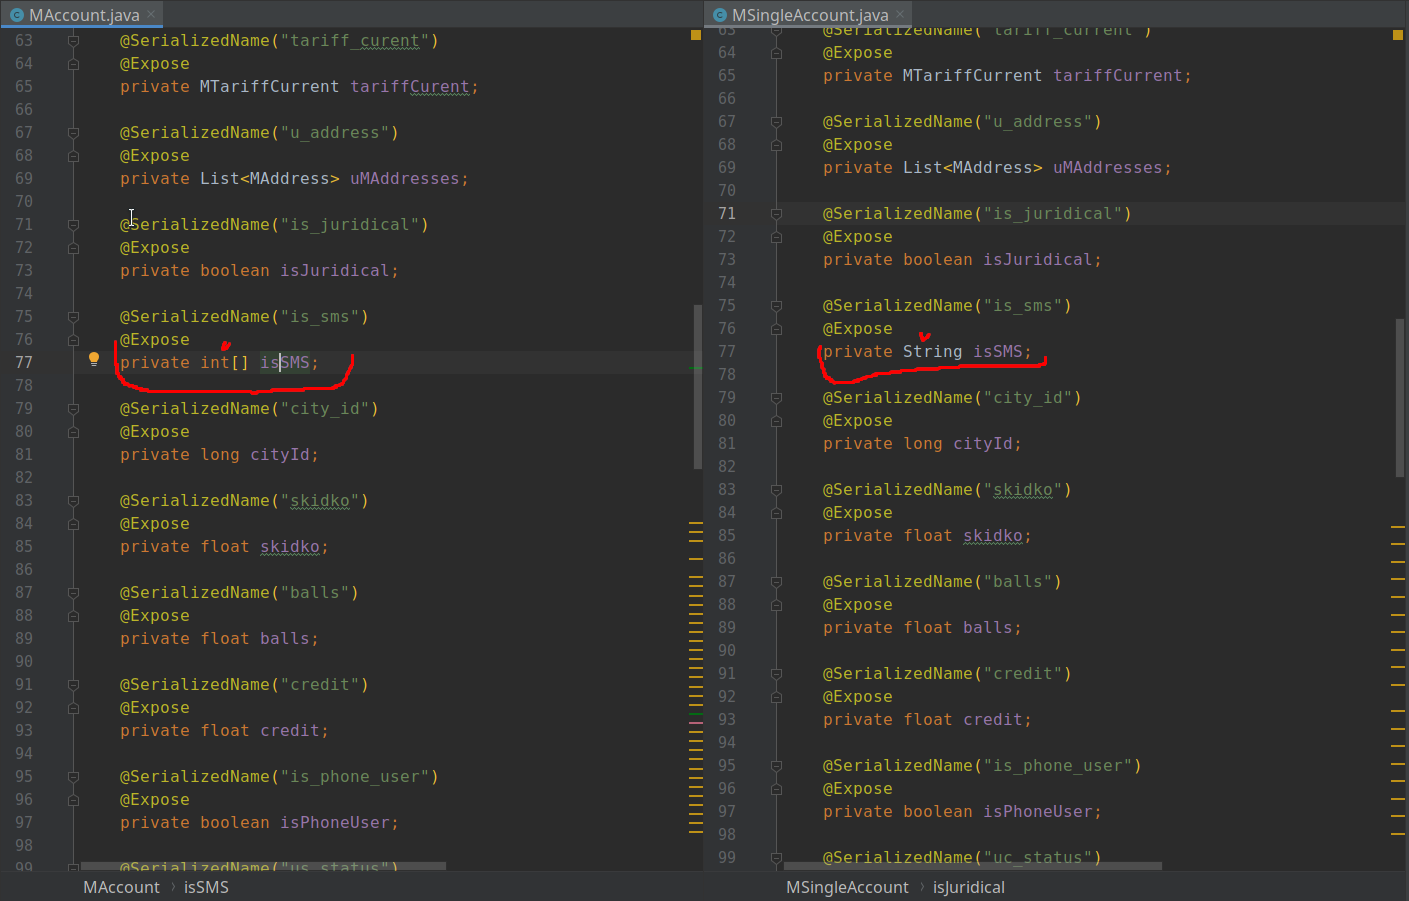 MAccount.java
63 @SerializedName("tariff_curent")
64 @Expose
65 private MTariffCurrent tariffCurent;
66
67 @SerializedName("u_address")
68 @Expose
69 private List<MAddress> uMAddresses;
70
71 @SerializedName("is_juridical")
72 @Expose
73 private boolean isJuridical;
74
75 @SerializedName("is_sms")
76 @Expose
77 private int[] isSMS;
78
79 @SerializedName("city_id")
80 @Expose
81 private long cityId;
82
83 @SerializedName("skidko")
84 @Expose
85 private float skidko;
86
87 @SerializedName("balls")
88 @Expose
89 private float balls;
90
91 @SerializedName("credit")
92 @Expose
93 private float credit;
94
95 @SerializedName("is_phone_user")
96 @Expose
97 private boolean isPhoneUser;
98
99 @SerializedName("us_status")
MAccount › isSMS
MSingleAccount.java
63 @SerializedName("tariff_current")
64 @Expose
65 private MTariffCurrent tariffCurrent;
66
67 @SerializedName("u_address")
68 @Expose
69 private List<MAddress> uMAddresses;
70
71 @SerializedName("is_juridical")
72 @Expose
73 private boolean isJuridical;
74
75 @SerializedName("is_sms")
76 @Expose
77 private String isSMS;
78
79 @SerializedName("city_id")
80 @Expose
81 private long cityId;
82
83 @SerializedName("skidko")
84 @Expose
85 private float skidko;
86
87 @SerializedName("balls")
88 @Expose
89 private float balls;
90
91 @SerializedName("credit")
92 @Expose
93 private float credit;
94
95 @SerializedName("is_phone_user")
96 @Expose
97 private boolean isPhoneUser;
98
99 @SerializedName("uc_status")
MSingleAccount › isJuridical